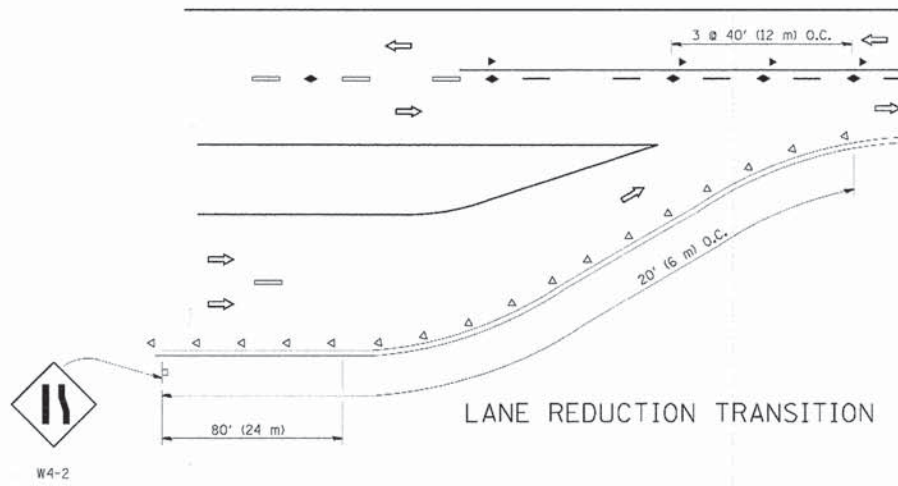 3 @ 40' (12 m) O.C.
20' (6 m) O.C.
LANE REDUCTION TRANSITION
80' (24 m)
W4-2